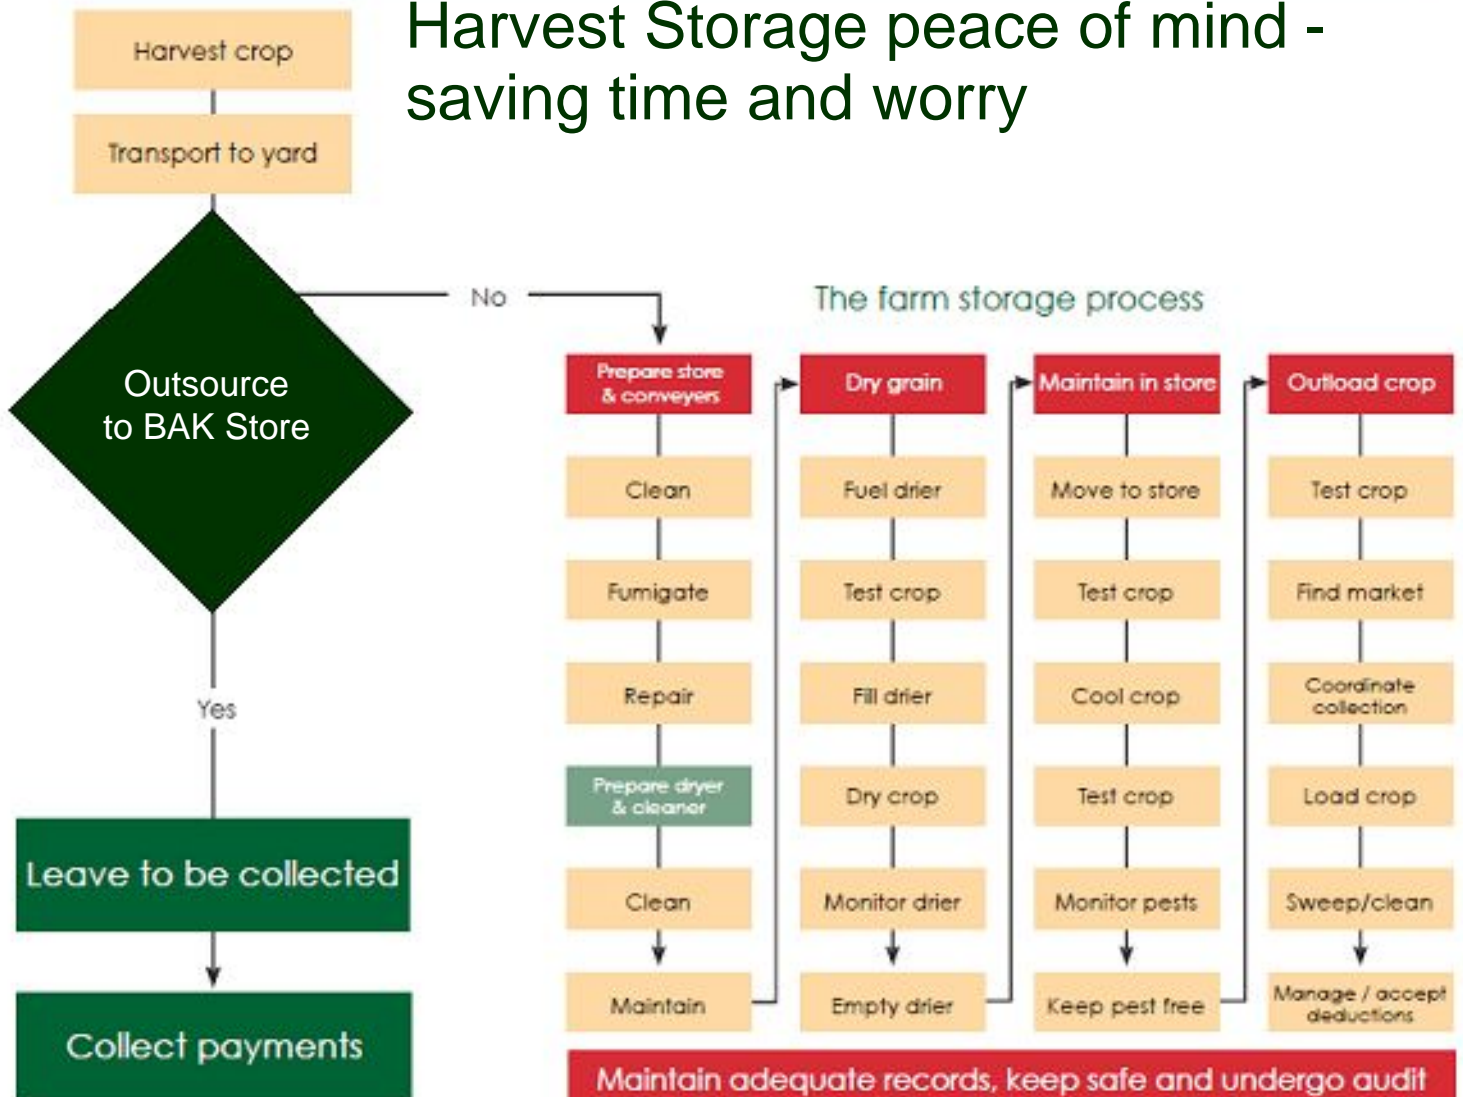 Harvest Storage peace of mind -
saving time and worry
Harvest crop
Transport to yard
Outsource
to BAK Store
No
Yes
Leave to be collected
Collect payments
The farm storage process
Prepare store
& conveyers
Clean
Fumigate
Repair
Prepare dryer
& cleaner
Clean
Maintain
Dry grain
Fuel drier
Test crop
Fill drier
Dry crop
Monitor drier
Empty drier
Maintain in store
Move to store
Test crop
Cool crop
Test crop
Monitor pests
Keep pest free
Outload crop
Test crop
Find market
Coordinate
collection
Load crop
Sweep/clean
Manage / accept
deductions
Maintain adequate records, keep safe and undergo audit